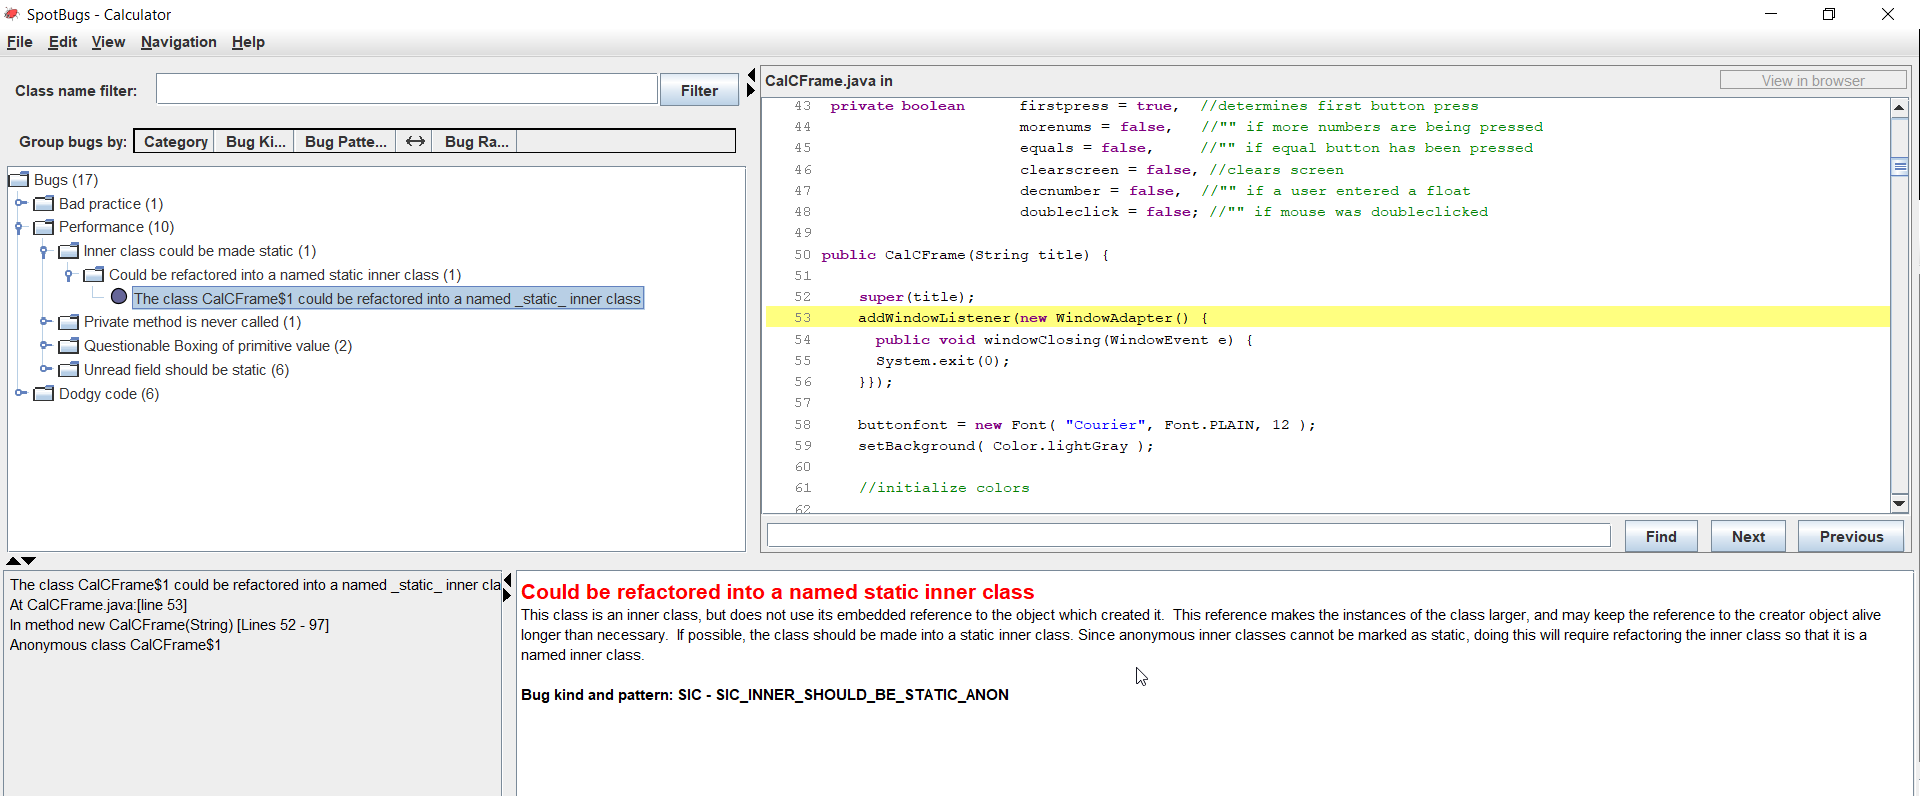 SpotBugs - Calculator
File Edit View Navigation Help
Class name filter:
Filter
Group bugs by: Category Bug Ki... Bug Patte... Bug Ra...
Bugs (17)
Bad practice (1)
Performance (10)
Inner class could be made static (1)
Could be refactored into a named static inner class (1)
The class CalCFrame$1 could be refactored into a named _static_ inner class
Private method is never called (1)
Questionable Boxing of primitive value (2)
Unread field should be static (6)
Dodgy code (6)
CalCFrame.java in
View in browser
43 private boolean firstpress = true, //determines first button press
44 morenums = false, //"" if more numbers are being pressed
45 equals = false, //"" if equal button has been pressed
46 clearscreen = false, //clears screen
47 decnumber = false, //"" if a user entered a float
48 doubleclick = false; //"" if mouse was doubleclicked
49
50 public CalCFrame(String title) {
51
52 super(title);
53 addWindowListener(new WindowAdapter() {
54 public void windowClosing(WindowEvent e) {
55 System.exit(0);
56 }});
57
58 buttonfont = new Font( "Courier", Font.PLAIN, 12 );
59 setBackground( Color.lightGray );
60
61 //initialize colors
62
Find Next Previous
The class CalCFrame$1 could be refactored into a named _static_ inner cla
At CalCFrame.java:[line 53]
In method new CalCFrame(String) [Lines 52 - 97]
Anonymous class CalCFrame$1
Could be refactored into a named static inner class
This class is an inner class, but does not use its embedded reference to the object which created it.  This reference makes the instances of the class larger, and may keep the reference to the creator object alive
longer than necessary.  If possible, the class should be made into a static inner class. Since anonymous inner classes cannot be marked as static, doing this will require refactoring the inner class so that it is a
named inner class.
Bug kind and pattern: SIC - SIC_INNER_SHOULD_BE_STATIC_ANON